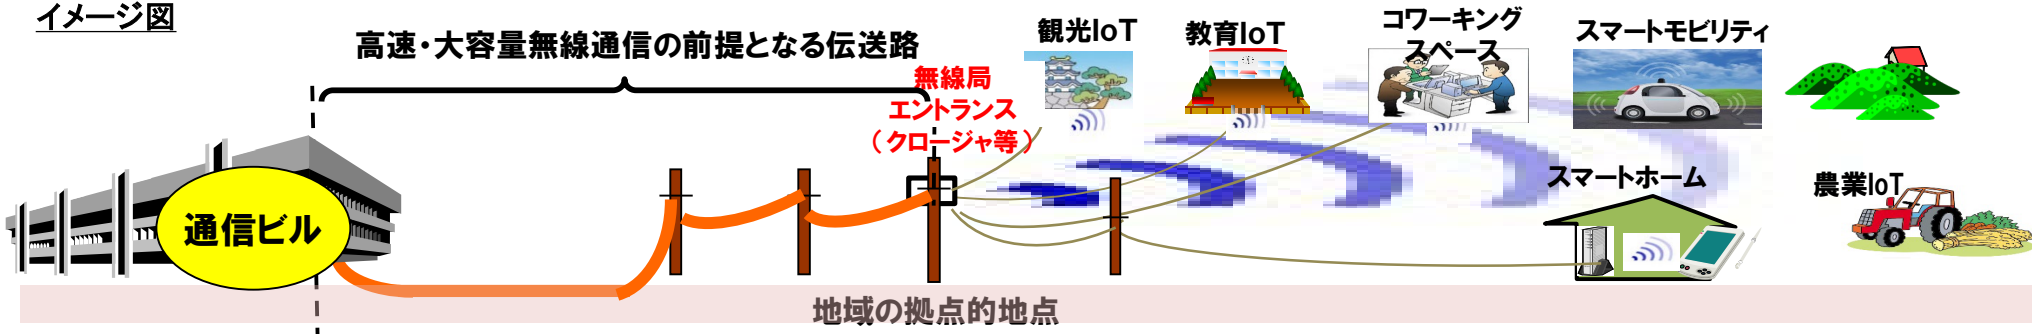 イメージ図
高速・大容量無線通信の前提となる伝送路
無線局
エントランス
（クロージャ等）
観光IoT
教育IoT
コワーキング
スペース
スマートモビリティ
通信ビル
スマートホーム
農業IoT
地域の拠点的地点